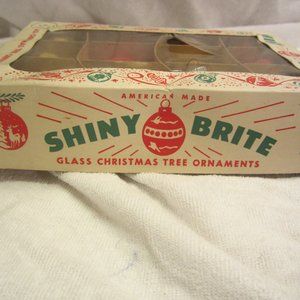 AMERICAN MADE
SHINY BRITE
GLASS CHRISTMAS TREE ORNAMENTS